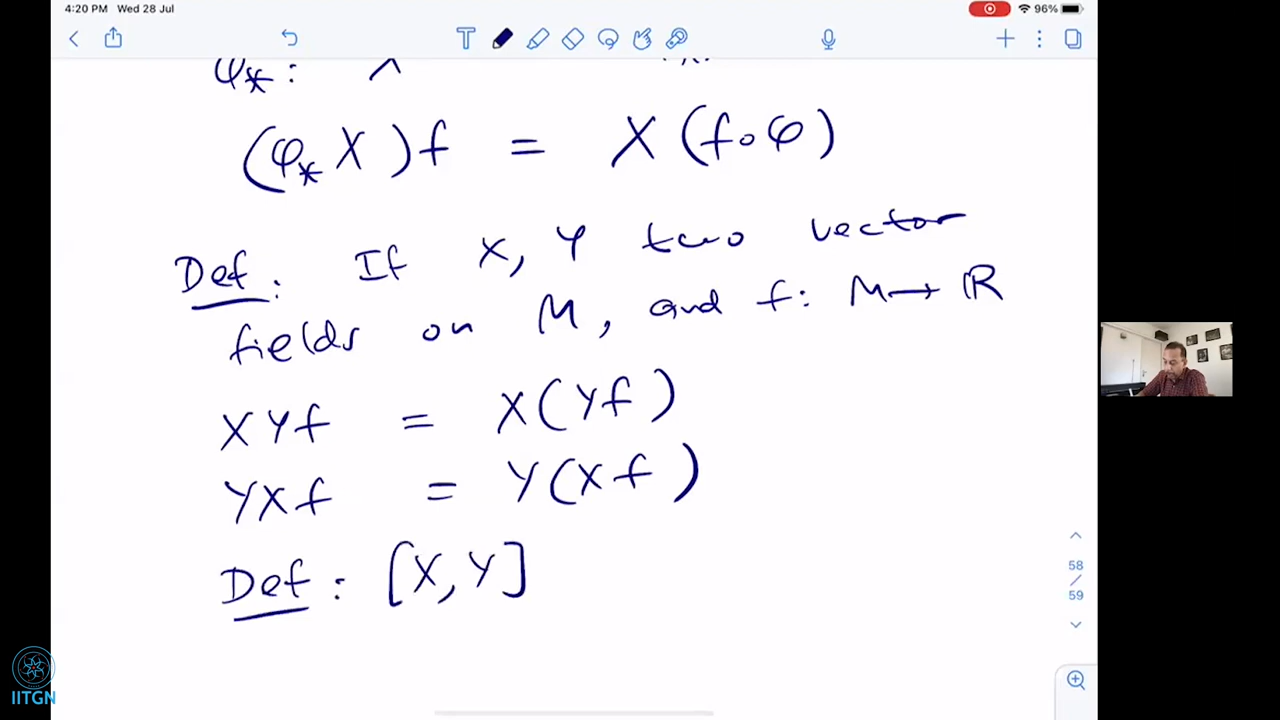 4:20 PM Wed 28 Jul
96%
φ* :
(φ* X) f = X (f∘φ)
Def : If X, Y two vector
fields on M, and f : M → ℝ
XYf = X(Yf)
YXf = Y(Xf)
Def : [X, Y]
58
/
59
IITGN